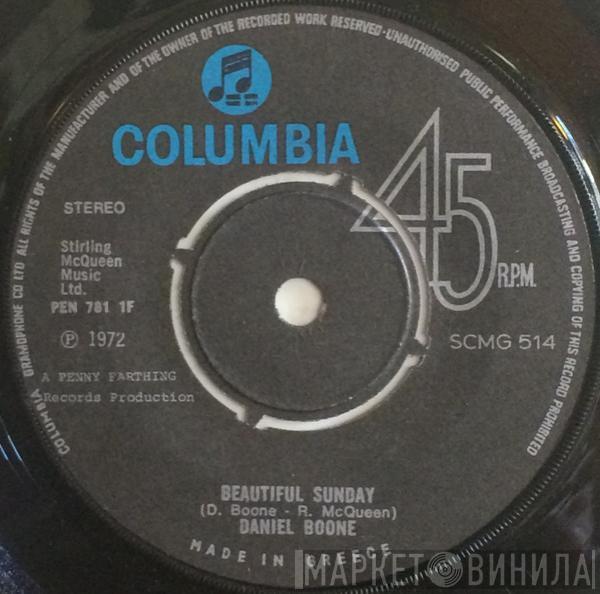 COLUMBIA GRAMOPHONE CO LTD ALL RIGHTS OF THE MANUFACTURER AND OF THE OWNER OF THE RECORDED WORK RESERVED-UNAUTHORISED PUBLIC PERFORMANCE BROADCASTING AND COPYING OF THIS RECORD PROHIBITED
COLUMBIA
45
R.P.M.
STEREO
Stirling
McQueen
Music
Ltd.
PEN 781 1F
℗ 1972
SCMG 514
A PENNY FARTHING
Records Production
BEAUTIFUL SUNDAY
(D. Boone - R. McQueen)
DANIEL BOONE
MADE IN GREECE
МАРКЕТ ВИНИЛА